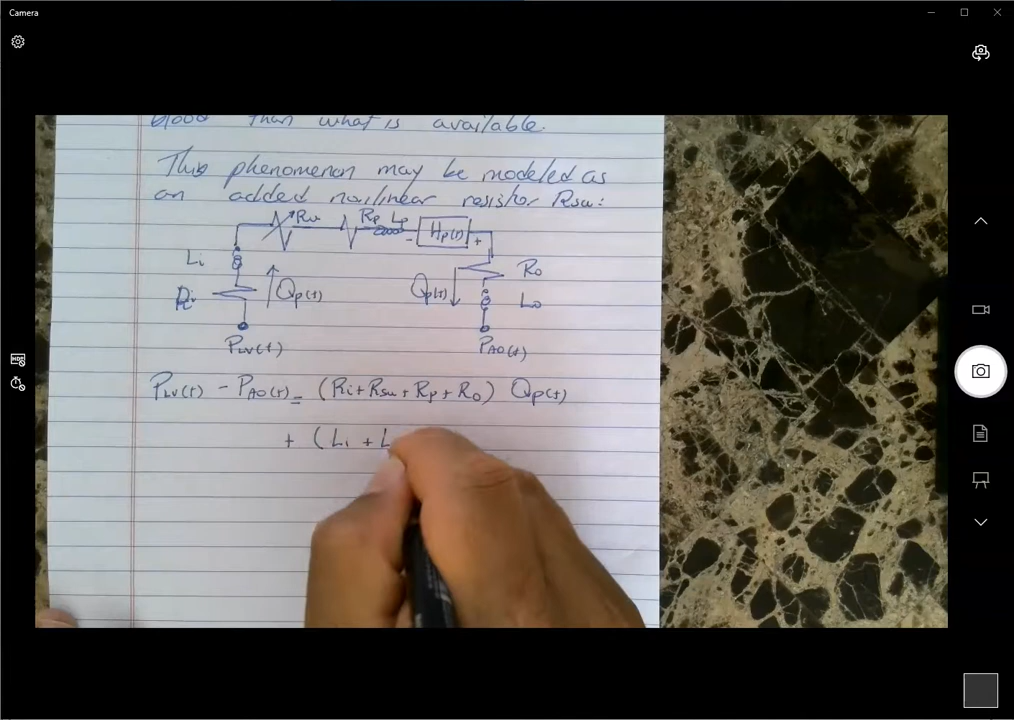 Camera
blood than what is available.
This phenomenon may be modeled as
an added nonlinear resistor Rsu:
Rsu Rp Lp Hp(t)
- +
Li Ro
Ri Qp(t) Qp(t) Lo
PLV(t) PAO(t)
PLV(t) - PAO(t) = (Ri+Rsu+Rp+Ro) Qp(t)
+ (Li + L